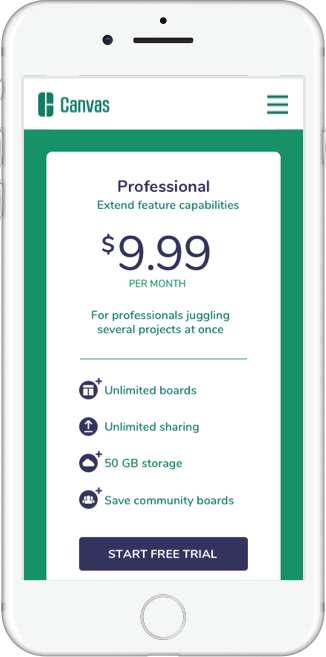 Canvas
Professional
Extend feature capabilities
$9.99
PER MONTH
For professionals juggling
several projects at once
Unlimited boards
Unlimited sharing
50 GB storage
Save community boards
START FREE TRIAL